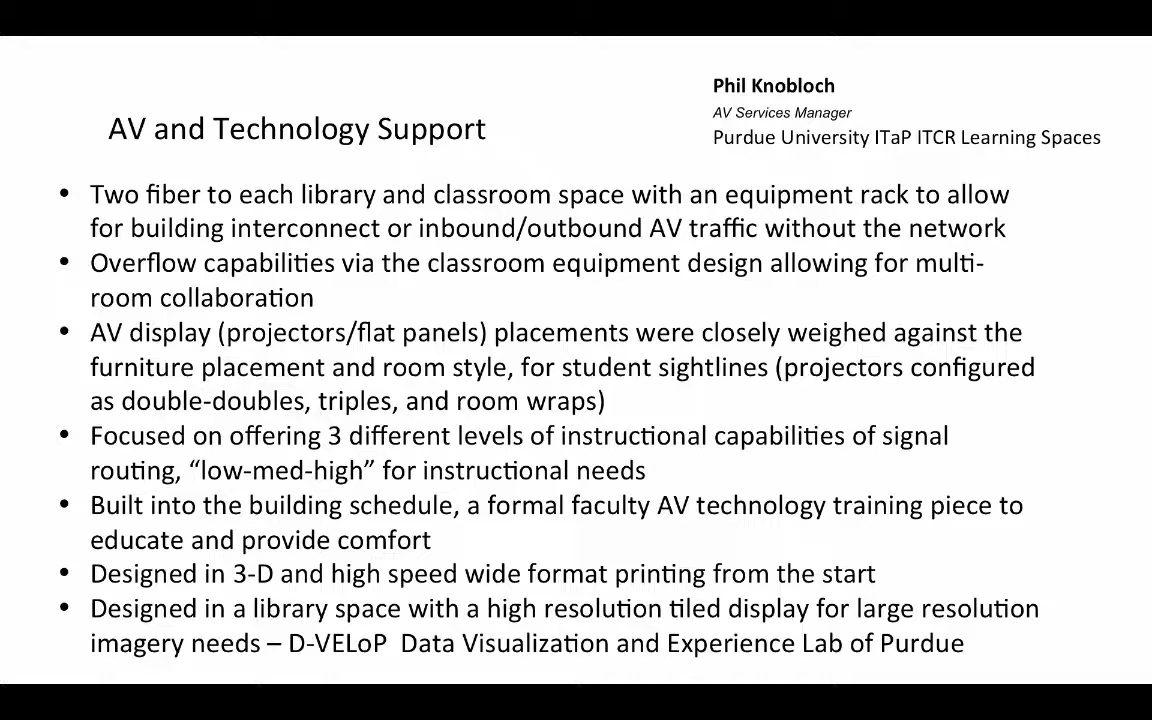 Phil Knobloch
AV Services Manager
AV and Technology Support
Purdue University ITaP ITCR Learning Spaces
• Two fiber to each library and classroom space with an equipment rack to allow
for building interconnect or inbound/outbound AV traffic without the network
• Overflow capabilities via the classroom equipment design allowing for multi-
room collaboration
• AV display (projectors/flat panels) placements were closely weighed against the
furniture placement and room style, for student sightlines (projectors configured
as double-doubles, triples, and room wraps)
• Focused on offering 3 different levels of instructional capabilities of signal
routing, “low-med-high” for instructional needs
• Built into the building schedule, a formal faculty AV technology training piece to
educate and provide comfort
• Designed in 3-D and high speed wide format printing from the start
• Designed in a library space with a high resolution tiled display for large resolution
imagery needs – D-VELoP  Data Visualization and Experience Lab of Purdue